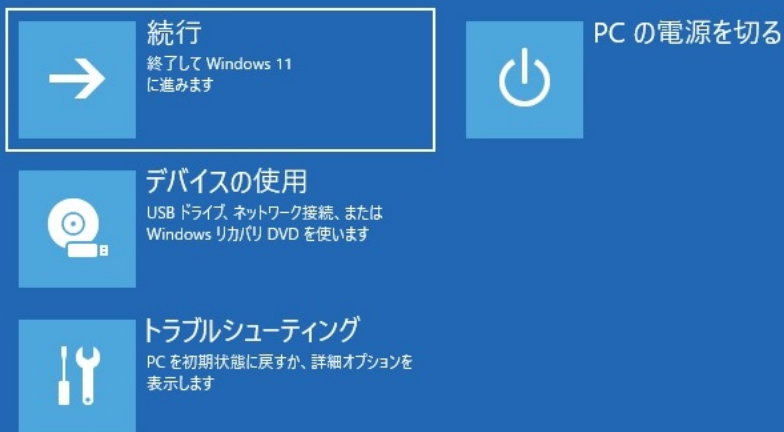 続行
終了して Windows 11
に進みます
PC の電源を切る
デバイスの使用
USB ドライブ、ネットワーク接続、または
Windows リカバリ DVD を使います
トラブルシューティング
PC を初期状態に戻すか、詳細オプションを
表示します